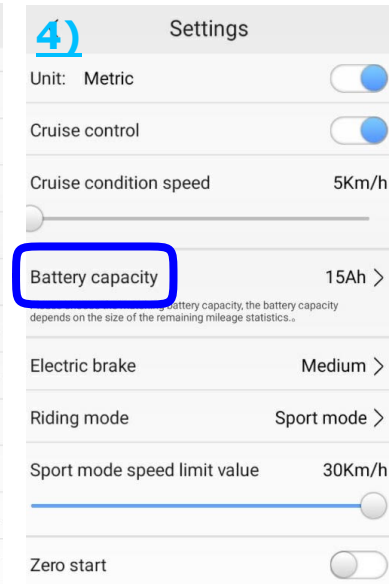 4)
Settings
Unit: Metric
Cruise control
Cruise condition speed 5Km/h
Battery capacity 15Ah >
battery capacity, the battery capacity
depends on the size of the remaining mileage statistics.。
Electric brake Medium >
Riding mode Sport mode >
Sport mode speed limit value 30Km/h
Zero start